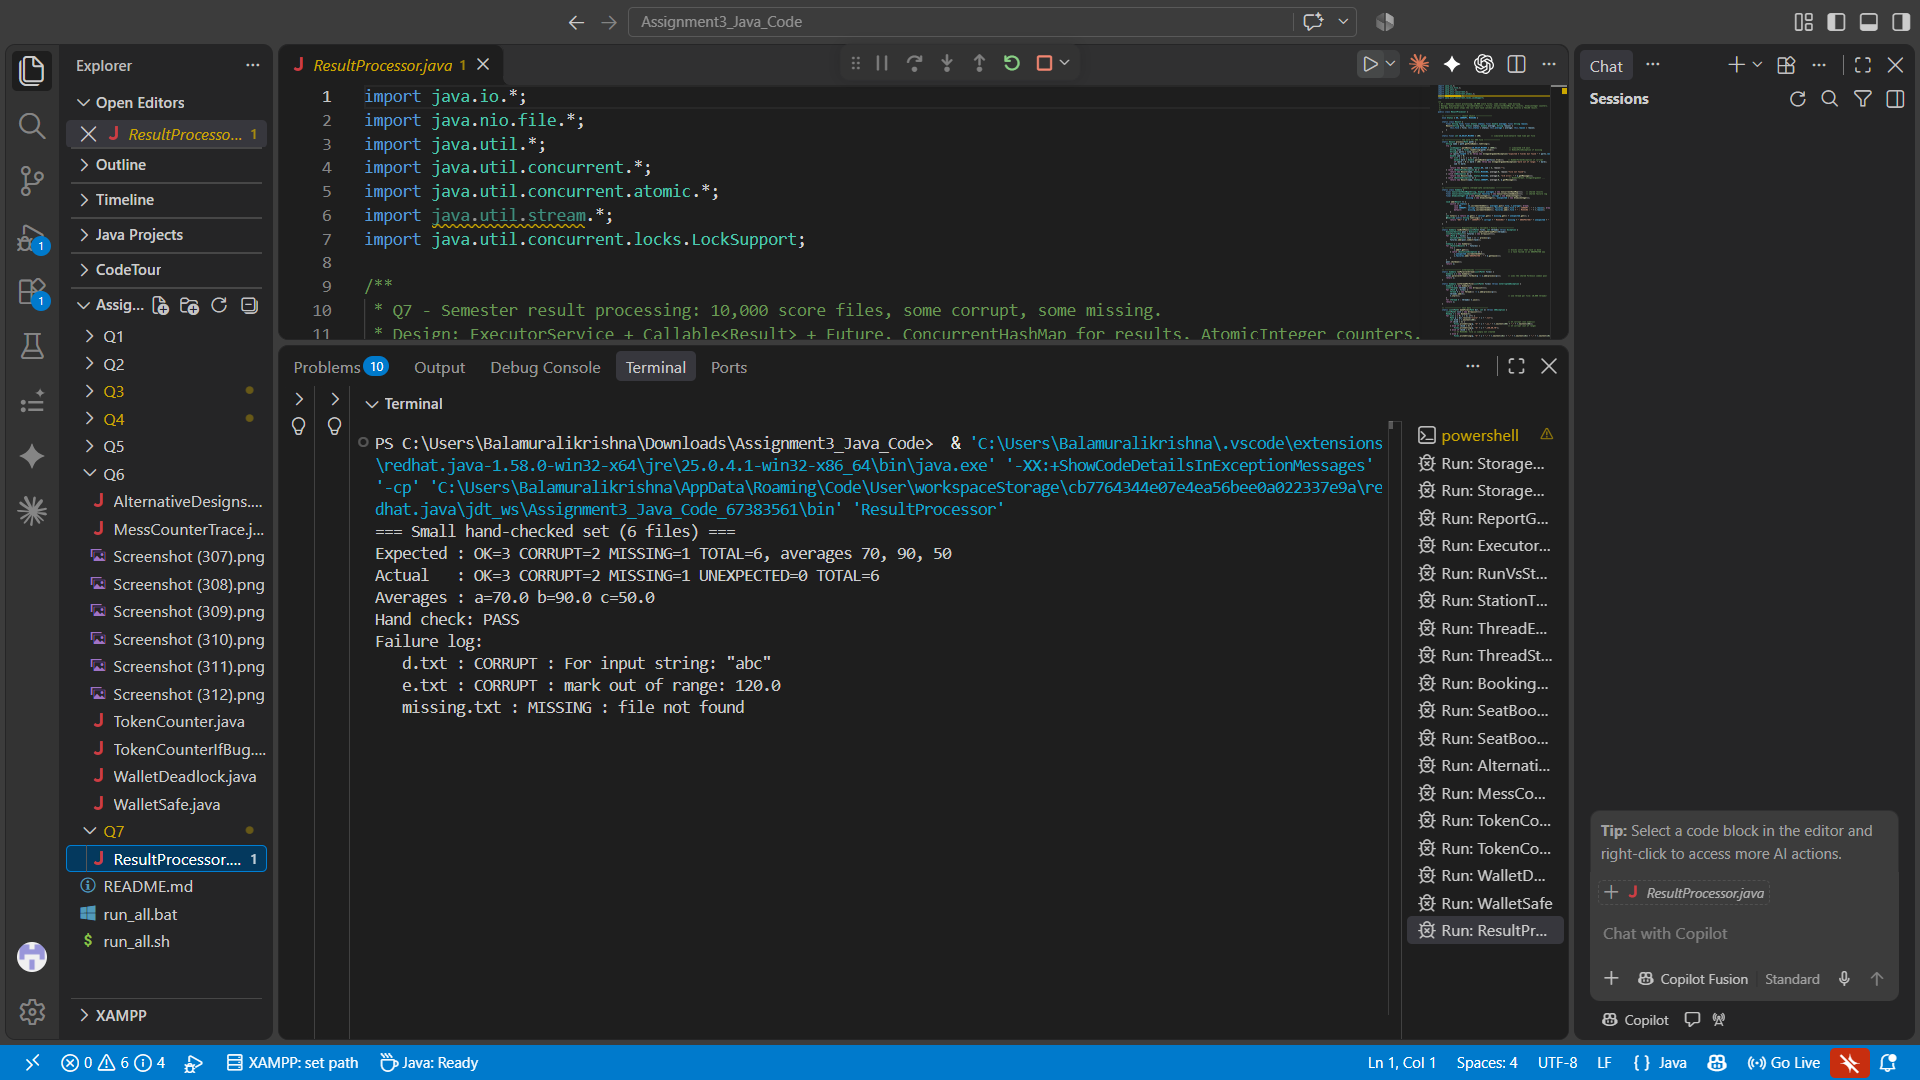 Assignment3_Java_Code
Explorer
Open Editors
ResultProcesso... 1
Outline
Timeline
Java Projects
CodeTour
Assig...
Q1
Q2
Q3
Q4
Q5
Q6
AlternativeDesigns....
MessCounterTrace.j...
Screenshot (307).png
Screenshot (308).png
Screenshot (309).png
Screenshot (310).png
Screenshot (311).png
Screenshot (312).png
TokenCounter.java
TokenCounterIfBug....
WalletDeadlock.java
WalletSafe.java
Q7
ResultProcessor.... 1
README.md
run_all.bat
run_all.sh
XAMPP
1
1
ResultProcessor.java 1
1 import java.io.*;
2 import java.nio.file.*;
3 import java.util.*;
4 import java.util.concurrent.*;
5 import java.util.concurrent.atomic.*;
6 import java.util.stream.*;
7 import java.util.concurrent.locks.LockSupport;
8
9 /**
10 * Q7 - Semester result processing: 10,000 score files, some corrupt, some missing.
11 * Design: ExecutorService + Callable<Result> + Future, ConcurrentHashMap for results, AtomicInteger counters.
Problems 10 Output Debug Console Terminal Ports
Terminal
PS C:\Users\Balamuralikrishna\Downloads\Assignment3_Java_Code>  & 'C:\Users\Balamuralikrishna\.vscode\extensions
\redhat.java-1.58.0-win32-x64\jre\25.0.4.1-win32-x86_64\bin\java.exe' '-XX:+ShowCodeDetailsInExceptionMessages'
'-cp' 'C:\Users\Balamuralikrishna\AppData\Roaming\Code\User\workspaceStorage\cb7764344e07e4ea56bee0a022337e9a\re
dhat.java\jdt_ws\Assignment3_Java_Code_67383561\bin' 'ResultProcessor'
=== Small hand-checked set (6 files) ===
Expected : OK=3 CORRUPT=2 MISSING=1 TOTAL=6, averages 70, 90, 50
Actual   : OK=3 CORRUPT=2 MISSING=1 UNEXPECTED=0 TOTAL=6
Averages : a=70.0 b=90.0 c=50.0
Hand check: PASS
Failure log:
d.txt : CORRUPT : For input string: "abc"
e.txt : CORRUPT : mark out of range: 120.0
missing.txt : MISSING : file not found
powershell
Run: Storage...
Run: Storage...
Run: ReportG...
Run: Executor...
Run: RunVsSt...
Run: StationT...
Run: ThreadE...
Run: ThreadSt...
Run: Booking...
Run: SeatBoo...
Run: SeatBoo...
Run: Alternati...
Run: MessCo...
Run: TokenCo...
Run: TokenCo...
Run: WalletD...
Run: WalletSafe
Run: ResultPr...
Chat
Sessions
Tip: Select a code block in the editor and
right-click to access more AI actions.
ResultProcessor.java
Chat with Copilot
Copilot Fusion Standard
Copilot
0 6 4 XAMPP: set path Java: Ready
Ln 1, Col 1 Spaces: 4 UTF-8 LF {} Java Go Live